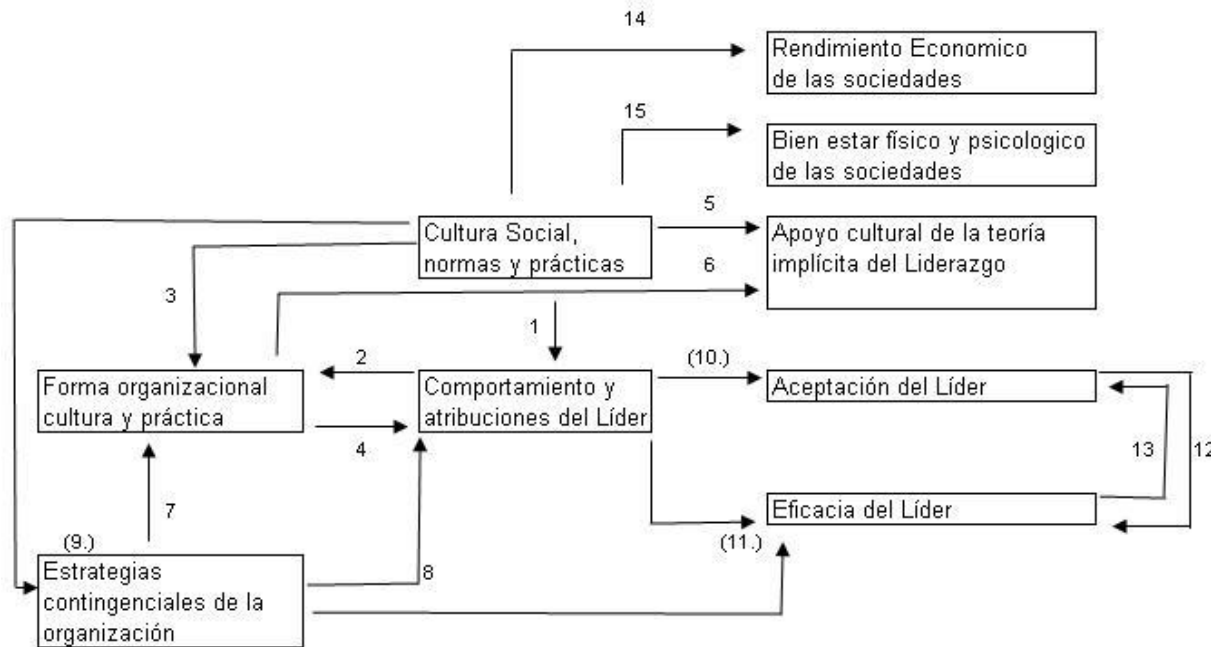 14
Rendimiento Economico
de las sociedades
15
Bien estar físico y psicologico
de las sociedades
5
Cultura Social,
normas y prácticas
Apoyo cultural de la teoría
implícita del Liderazgo
6
3
1
2
(10.)
Forma organizacional
cultura y práctica
Comportamiento y
atribuciones del Líder
Aceptación del Líder
4
13
12
7
Eficacia del Líder
(9.)
(11.)
Estrategias
contingenciales de la
organización
8